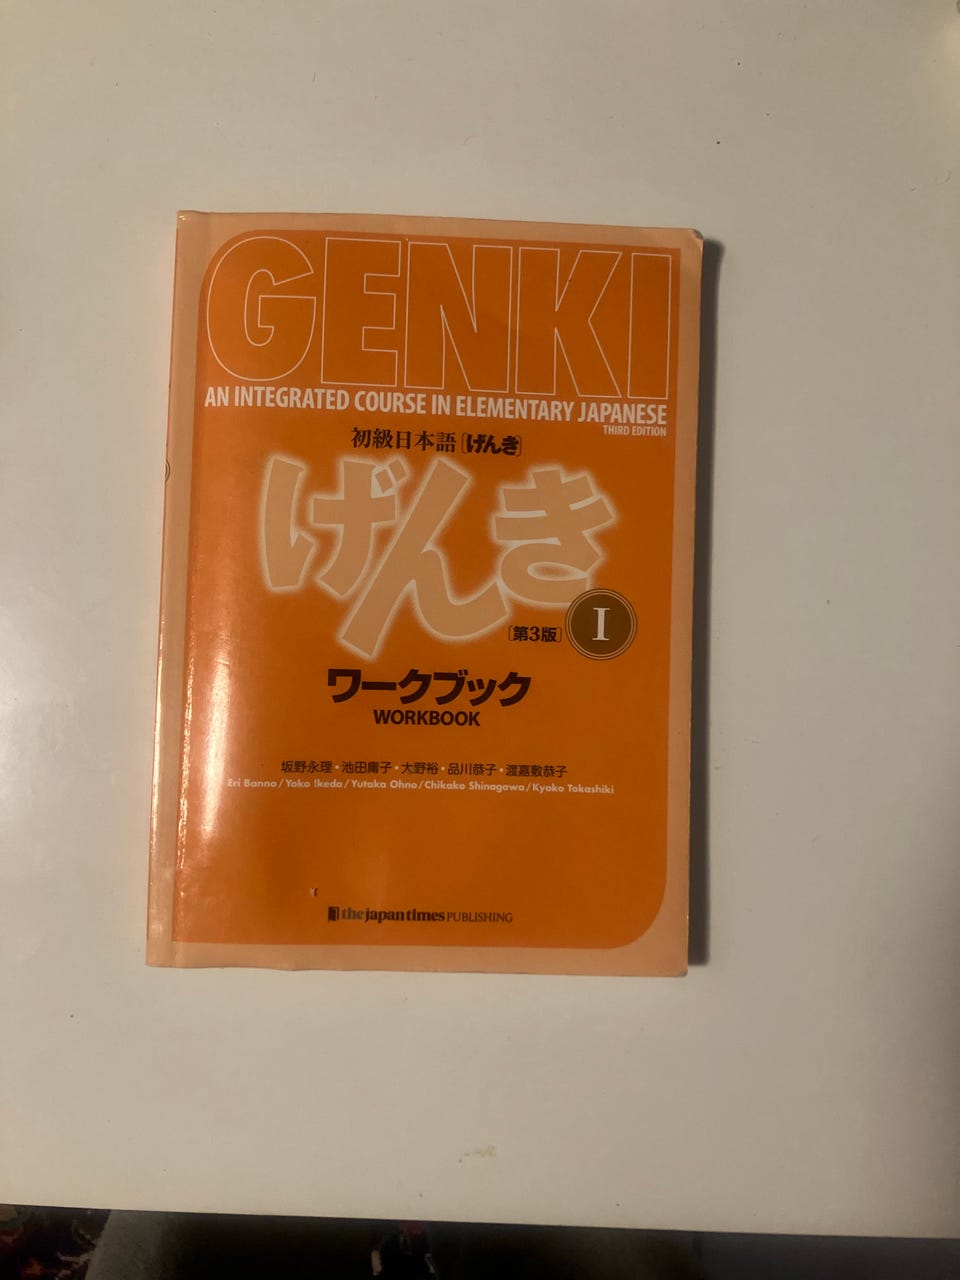 GENKI
AN INTEGRATED COURSE IN ELEMENTARY JAPANESE
THIRD EDITION
初級日本語[げんき]
げんき
[第3版] I
ワークブック
WORKBOOK
坂野永理・池田庸子・大野裕・品川恭子・渡嘉敷恭子
Eri Banno/Yoko Ikeda/Yutaka Ohno/Chikako Shinagawa/Kyoko Tokashiki
the japan times PUBLISHING